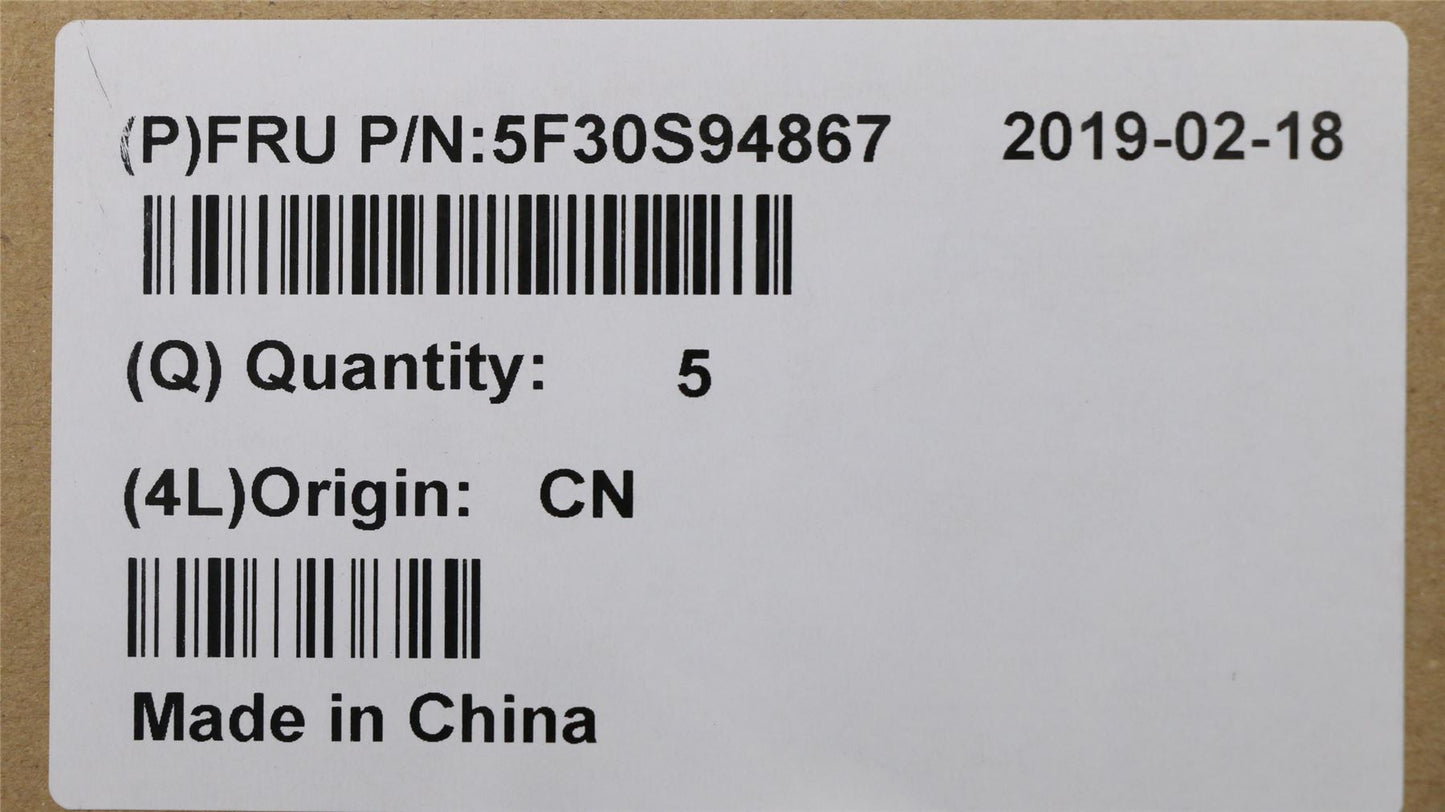 (P)FRU P/N:5F30S94867 2019-02-18
(Q) Quantity: 5
(4L)Origin: CN
Made in China